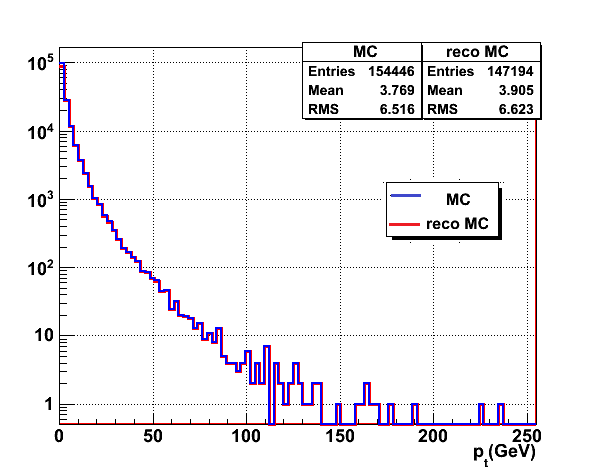 MC reco MC
Entries 154446 Entries 147194
Mean 3.769 Mean 3.905
RMS 6.516 RMS 6.623
MC
reco MC
10^5
10^4
10^3
10^2
10
1
0 50 100 150 200 250
p_t(GeV)